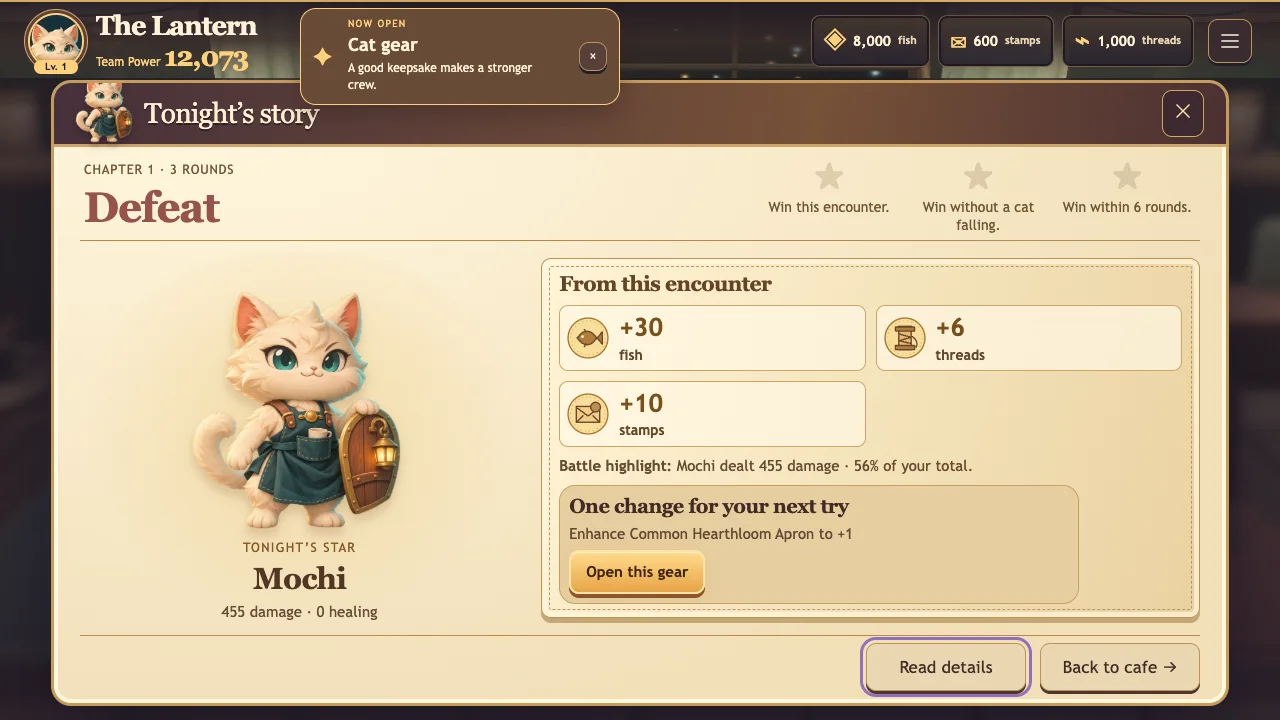 The Lantern
Lv. 1
Team Power 12,073
NOW OPEN
Cat gear
A good keepsake makes a stronger
crew.
×
8,000 fish
600 stamps
1,000 threads
Tonight's story
CHAPTER 1 · 3 ROUNDS
Defeat
Win this encounter.
Win without a cat
falling.
Win within 6 rounds.
TONIGHT'S STAR
Mochi
455 damage · 0 healing
From this encounter
+30
fish
+6
threads
+10
stamps
Battle highlight: Mochi dealt 455 damage · 56% of your total.
One change for your next try
Enhance Common Hearthloom Apron to +1
Open this gear
Read details
Back to cafe →